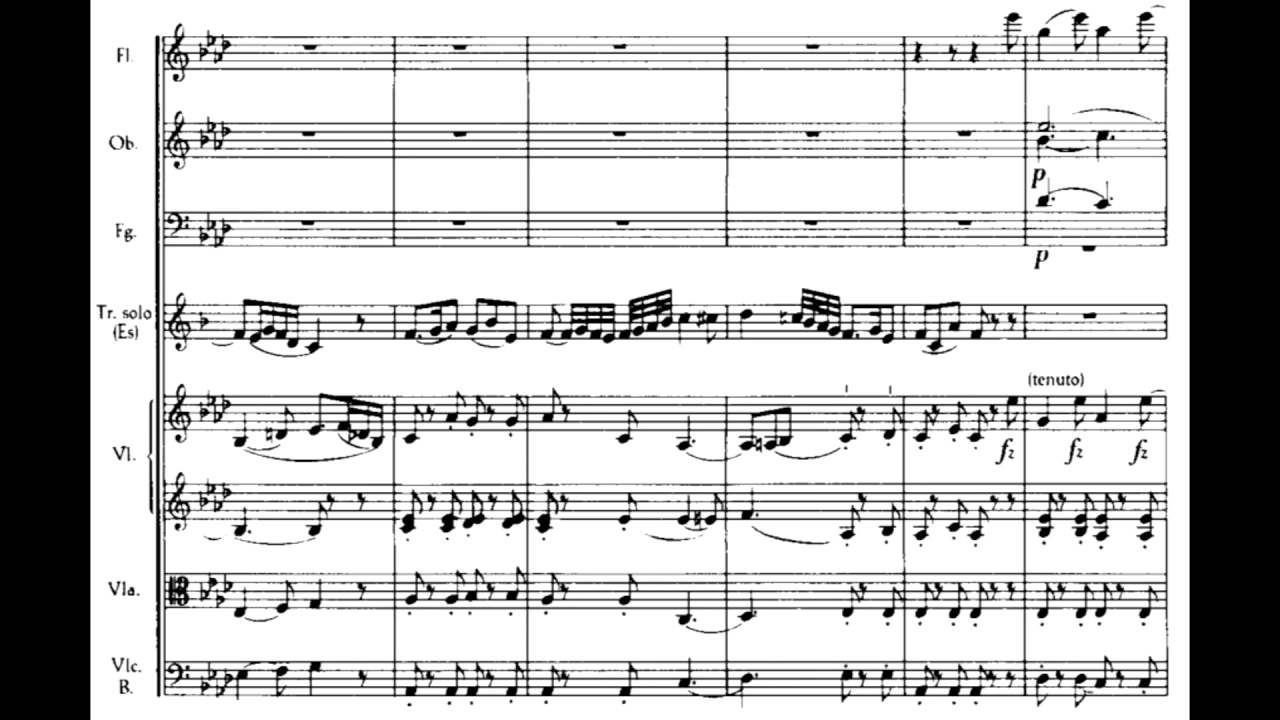 Fl.
Ob.
p
Fg.
p
Tr. solo
(Es)
(tenuto)
Vl.
fz fz fz
Vla.
Vlc.
B.